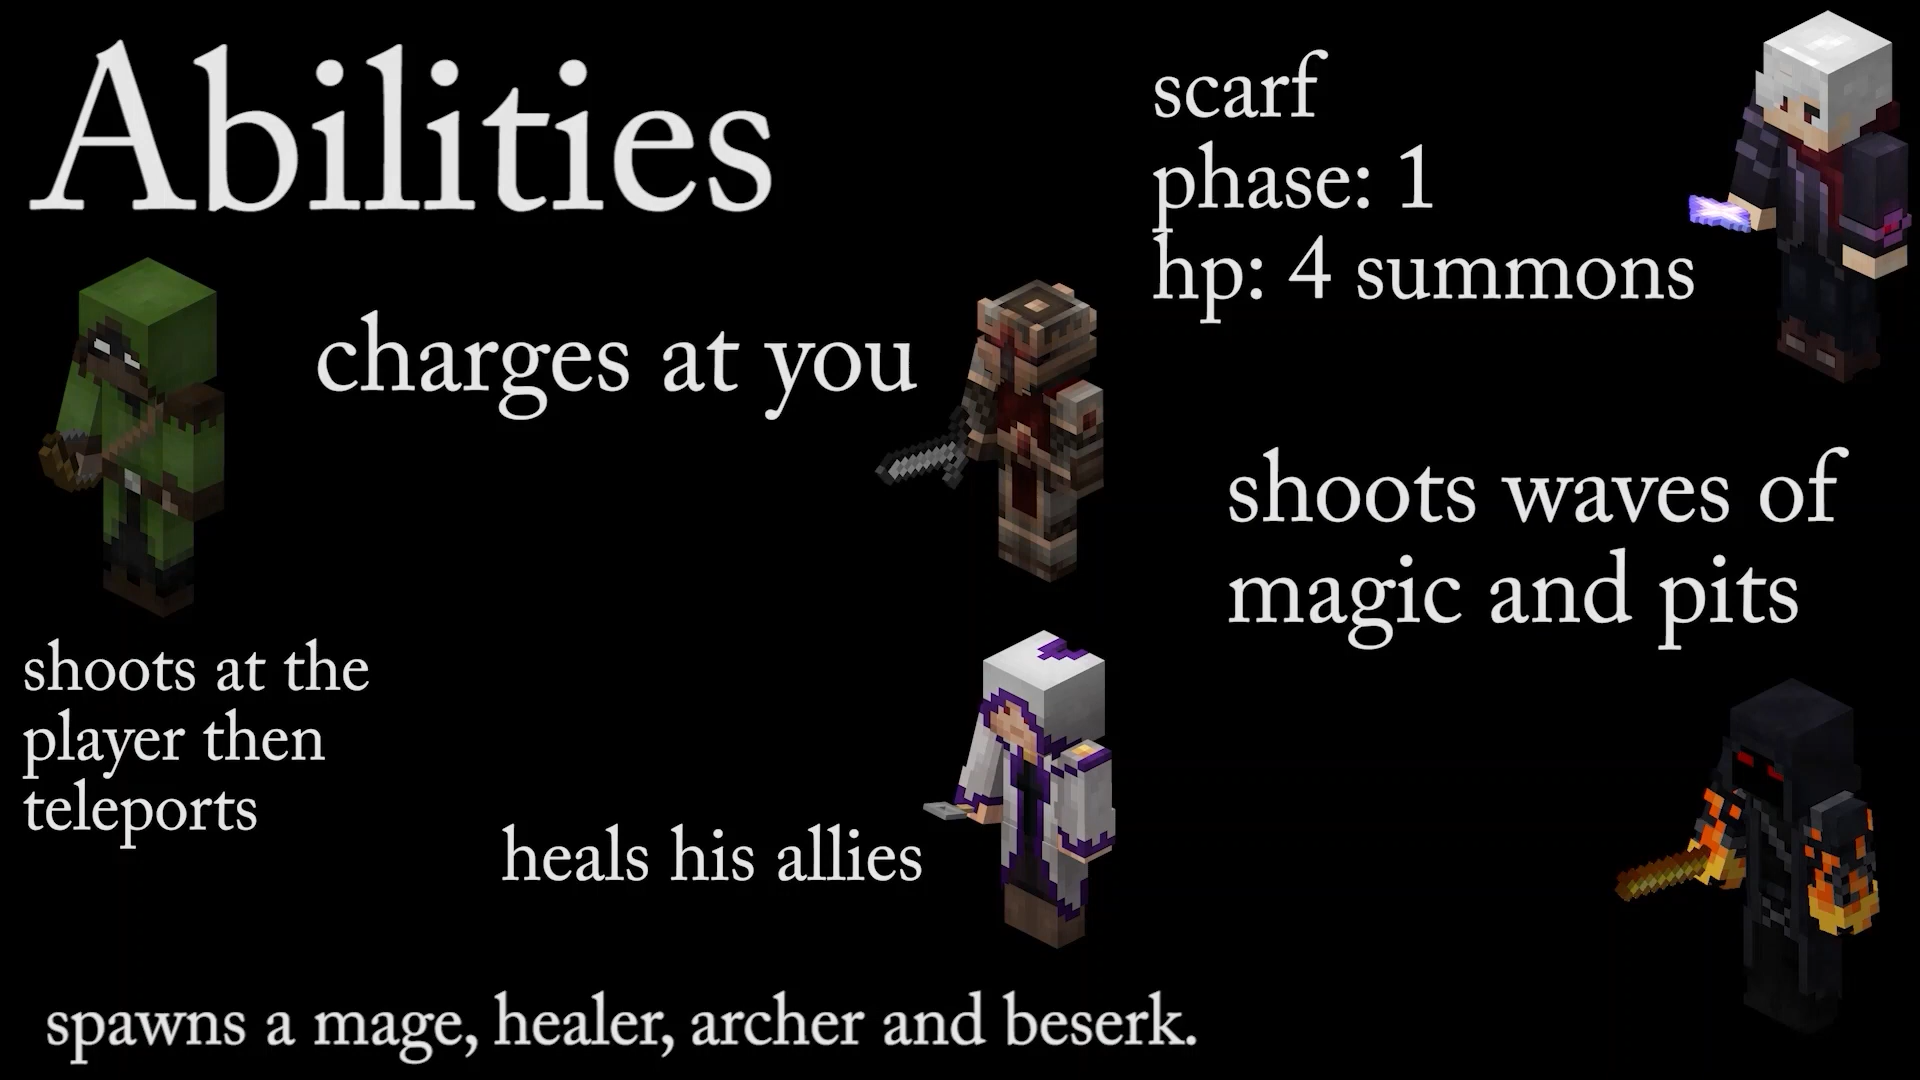 Abilities
scarf
phase: 1
hp: 4 summons
charges at you
shoots waves of
magic and pits
shoots at the
player then
teleports
heals his allies
spawns a mage, healer, archer and beserk.